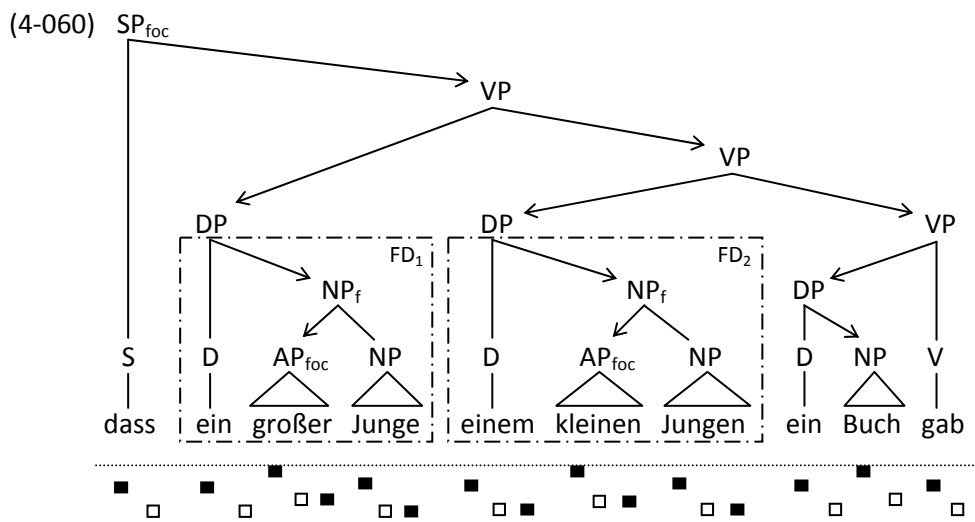 (4-060) SPfoc
VP
VP
DP DP VP
FD1 FD2
NPf NPf DP
S D APfoc NP D APfoc NP D NP V
dass ein großer Junge einem kleinen Jungen ein Buch gab